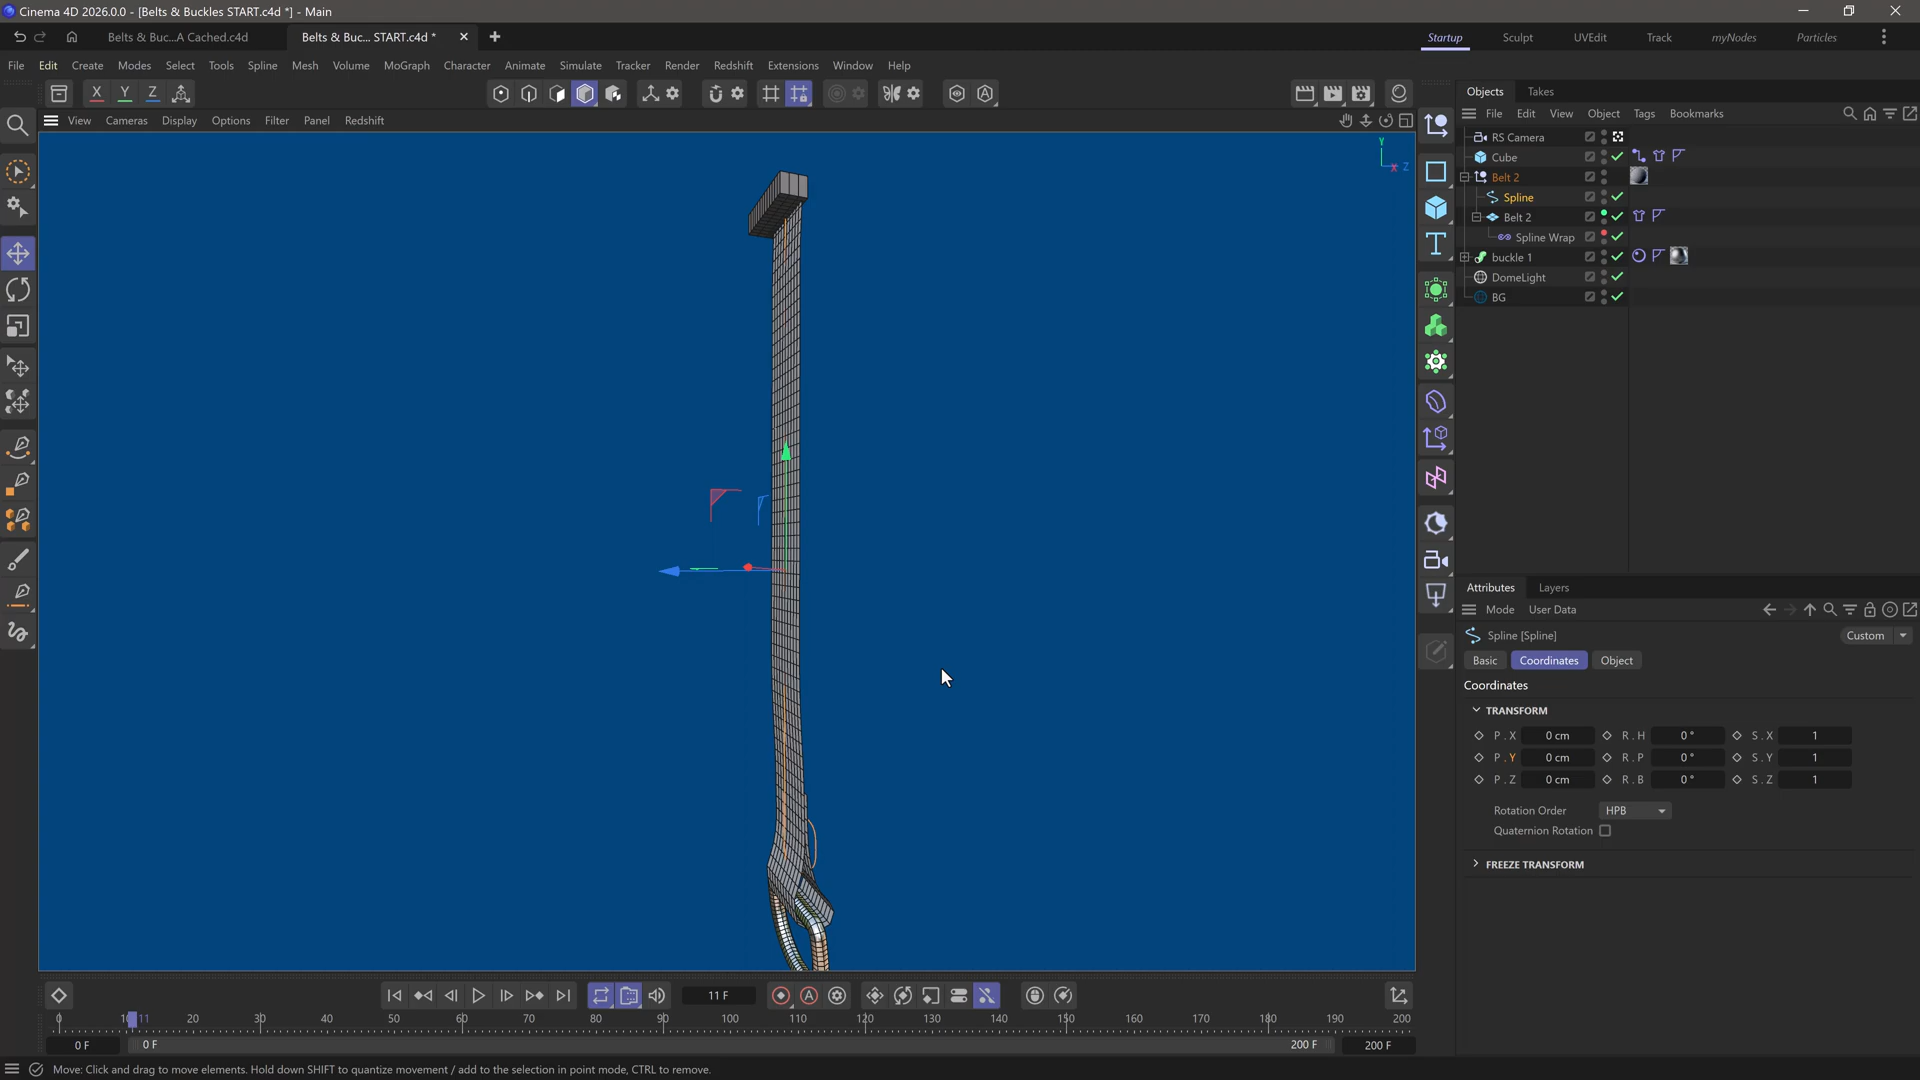 Cinema 4D 2026.0.0 - [Belts & Buckles START.c4d *] - Main
Belts & Buc...A Cached.c4d
Belts & Buc... START.c4d *
Startup
Sculpt
UVEdit
Track
myNodes
Particles
File Edit Create Modes Select Tools Spline Mesh Volume MoGraph Character Animate Simulate Tracker Render Redshift Extensions Window Help
X Y Z
View Cameras Display Options Filter Panel Redshift
Y
X Z
Objects Takes
File Edit View Object Tags Bookmarks
RS Camera
Cube
Belt 2
Spline
Belt 2
Spline Wrap
buckle 1
DomeLight
BG
Attributes Layers
Mode User Data
Spline [Spline]
Custom
Basic Coordinates Object
Coordinates
TRANSFORM
P . X 0 cm R . H 0 ° S . X 1
P . Y 0 cm R . P 0 ° S . Y 1
P . Z 0 cm R . B 0 ° S . Z 1
Rotation Order HPB
Quaternion Rotation
FREEZE TRANSFORM
11 F
0 10 11 20 30 40 50 60 70 80 90 100 110 120 130 140 150 160 170 180 190 200
0 F 0 F 200 F 200 F
Move: Click and drag to move elements. Hold down SHIFT to quantize movement / add to the selection in point mode, CTRL to remove.